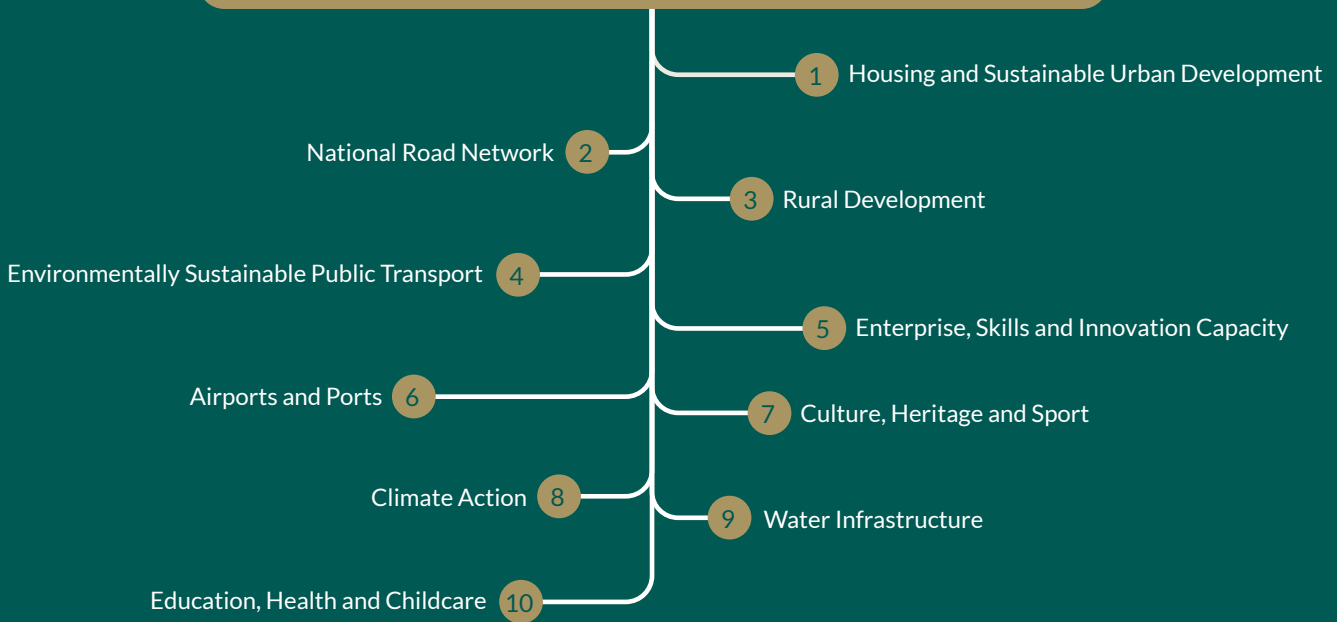 1 Housing and Sustainable Urban Development
National Road Network 2
3 Rural Development
Environmentally Sustainable Public Transport 4
5 Enterprise, Skills and Innovation Capacity
Airports and Ports 6
7 Culture, Heritage and Sport
Climate Action 8
9 Water Infrastructure
Education, Health and Childcare 10